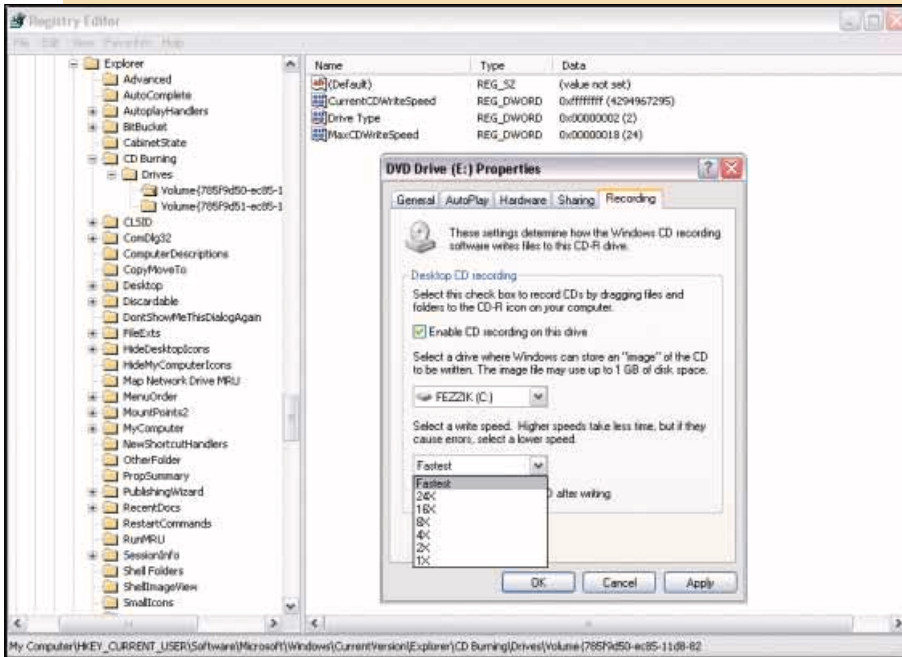 Registry Editor
File Edit View Favorites Help
Explorer
Advanced
AutoComplete
AutoplayHandlers
BitBucket
CabinetState
CD Burning
Drives
Volume{785f9d50-ec85-1
Volume{785f9d51-ec85-1
CLSID
ComDlg32
ComputerDescriptions
CopyMoveTo
Desktop
Discardable
DontShowMeThisDialogAgain
FileExts
HideDesktopIcons
HideMyComputerIcons
Map Network Drive MRU
MenuOrder
MountPoints2
MyComputer
NewShortcutHandlers
OtherFolder
PropSummary
PublishingWizard
RecentDocs
RestartCommands
RunMRU
SessionInfo
Shell Folders
ShellImageView
SmallIcons
Name Type Data
(Default) REG_SZ (value not set)
CurrentCDWriteSpeed REG_DWORD 0xffffffff (4294967295)
Drive Type REG_DWORD 0x00000002 (2)
MaxCDWriteSpeed REG_DWORD 0x00000018 (24)
DVD Drive (E:) Properties
General AutoPlay Hardware Sharing Recording
These settings determine how the Windows CD recording
software writes files to this CD-R drive.
Desktop CD recording
Select this check box to record CDs by dragging files and
folders to the CD-R icon on your computer.
Enable CD recording on this drive
Select a drive where Windows can store an "image" of the CD
to be written. The image file may use up to 1 GB of disk space.
FEZZIK (C:)
Select a write speed. Higher speeds take less time, but if they
cause errors, select a lower speed.
Fastest
Fastest
24X
16X
8X
4X
2X
1X
after writing
OK Cancel Apply
My Computer\HKEY_CURRENT_USER\Software\Microsoft\Windows\CurrentVersion\Explorer\CD Burning\Drives\Volume{785f9d50-ec85-11d8-82